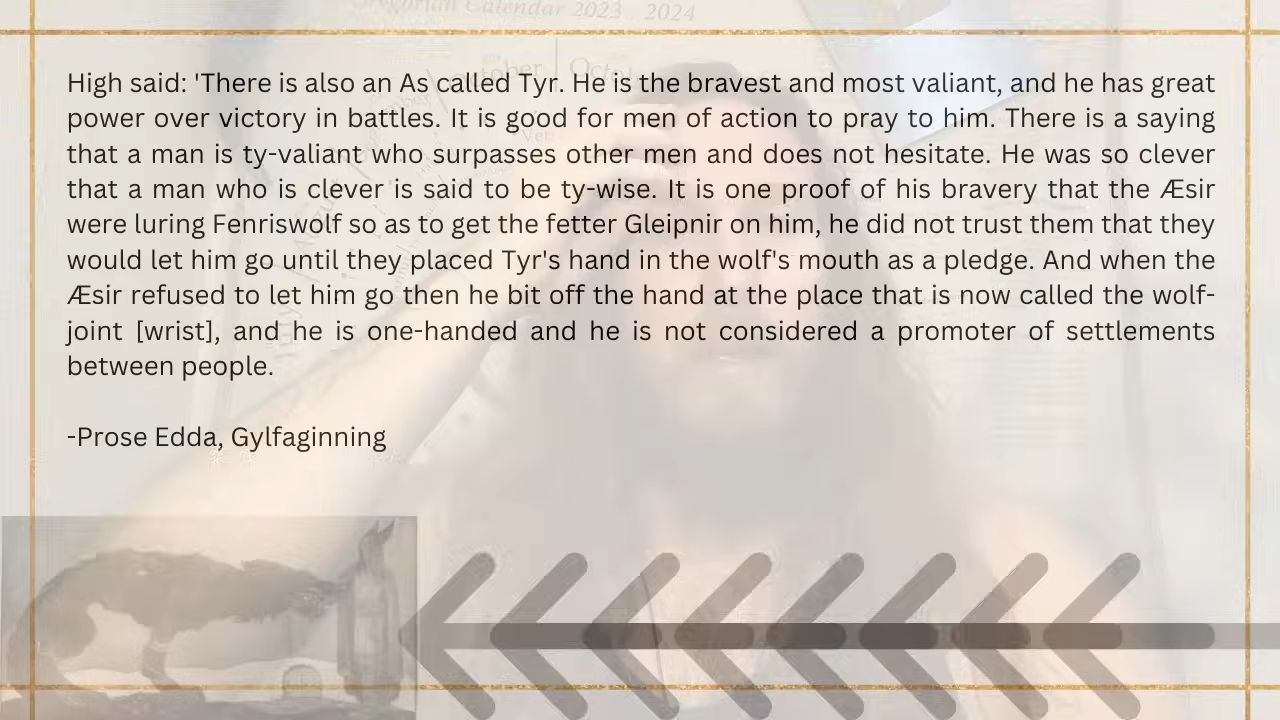 Gregorian Calendar 2023 2024
High said: 'There is also an As called Tyr. He is the bravest and most valiant, and he has great
power over victory in battles. It is good for men of action to pray to him. There is a saying
that a man is ty-valiant who surpasses other men and does not hesitate. He was so clever
that a man who is clever is said to be ty-wise. It is one proof of his bravery that the Æsir
were luring Fenriswolf so as to get the fetter Gleipnir on him, he did not trust them that they
would let him go until they placed Tyr's hand in the wolf's mouth as a pledge. And when the
Æsir refused to let him go then he bit off the hand at the place that is now called the wolf-
joint [wrist], and he is one-handed and he is not considered a promoter of settlements
between people.
-Prose Edda, Gylfaginning